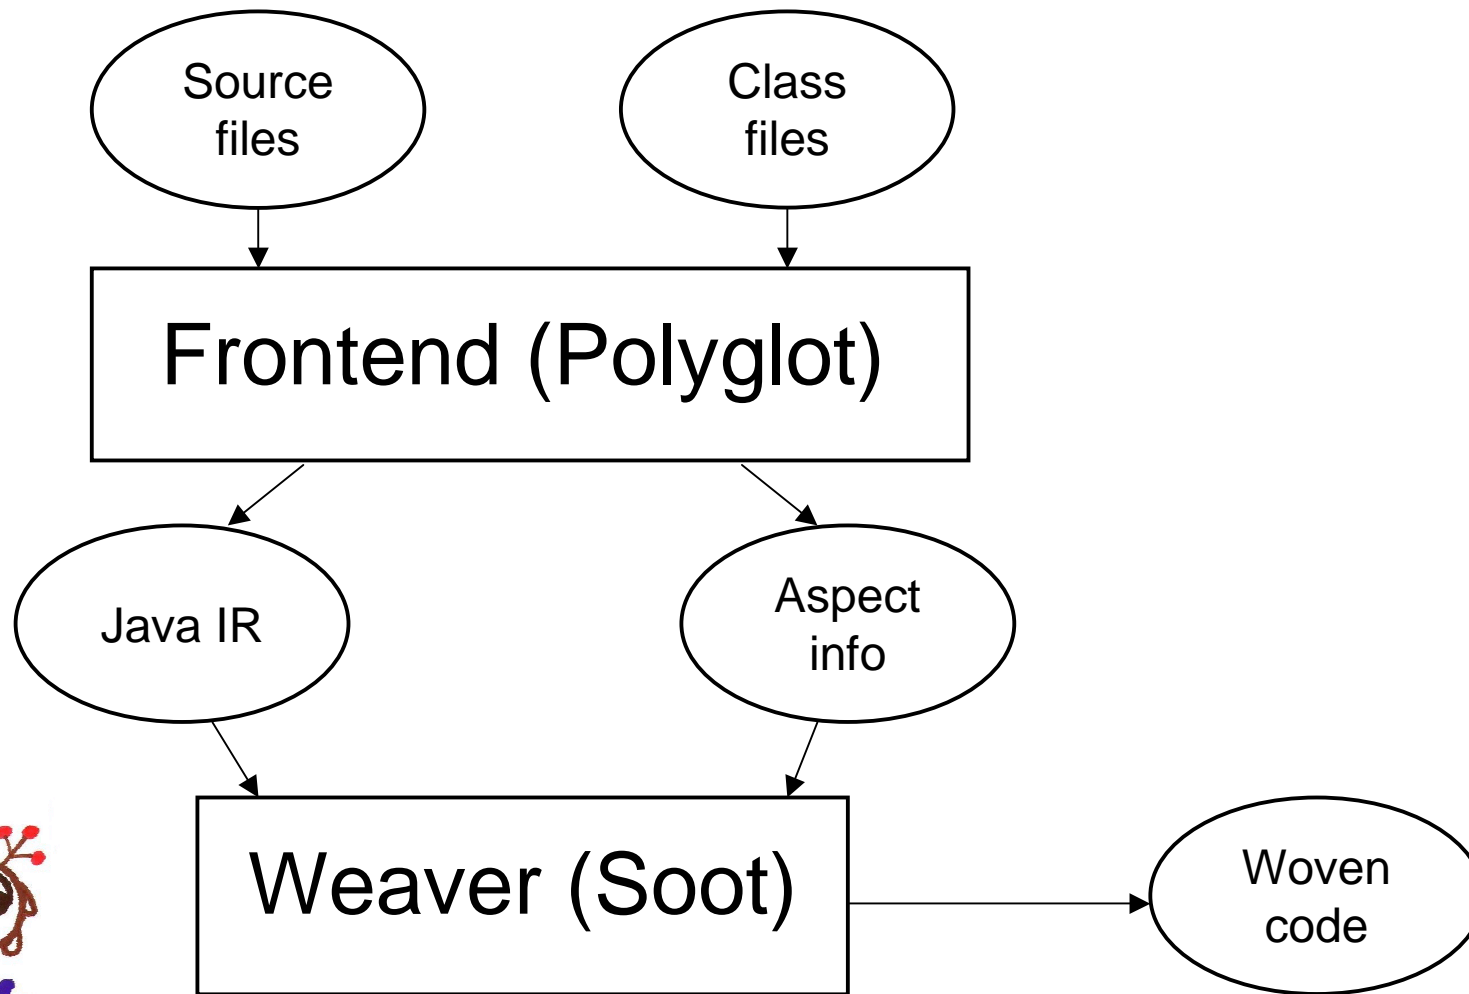 Source
files
Class
files
Frontend (Polyglot)
Java IR
Aspect
info
Weaver (Soot)
Woven
code